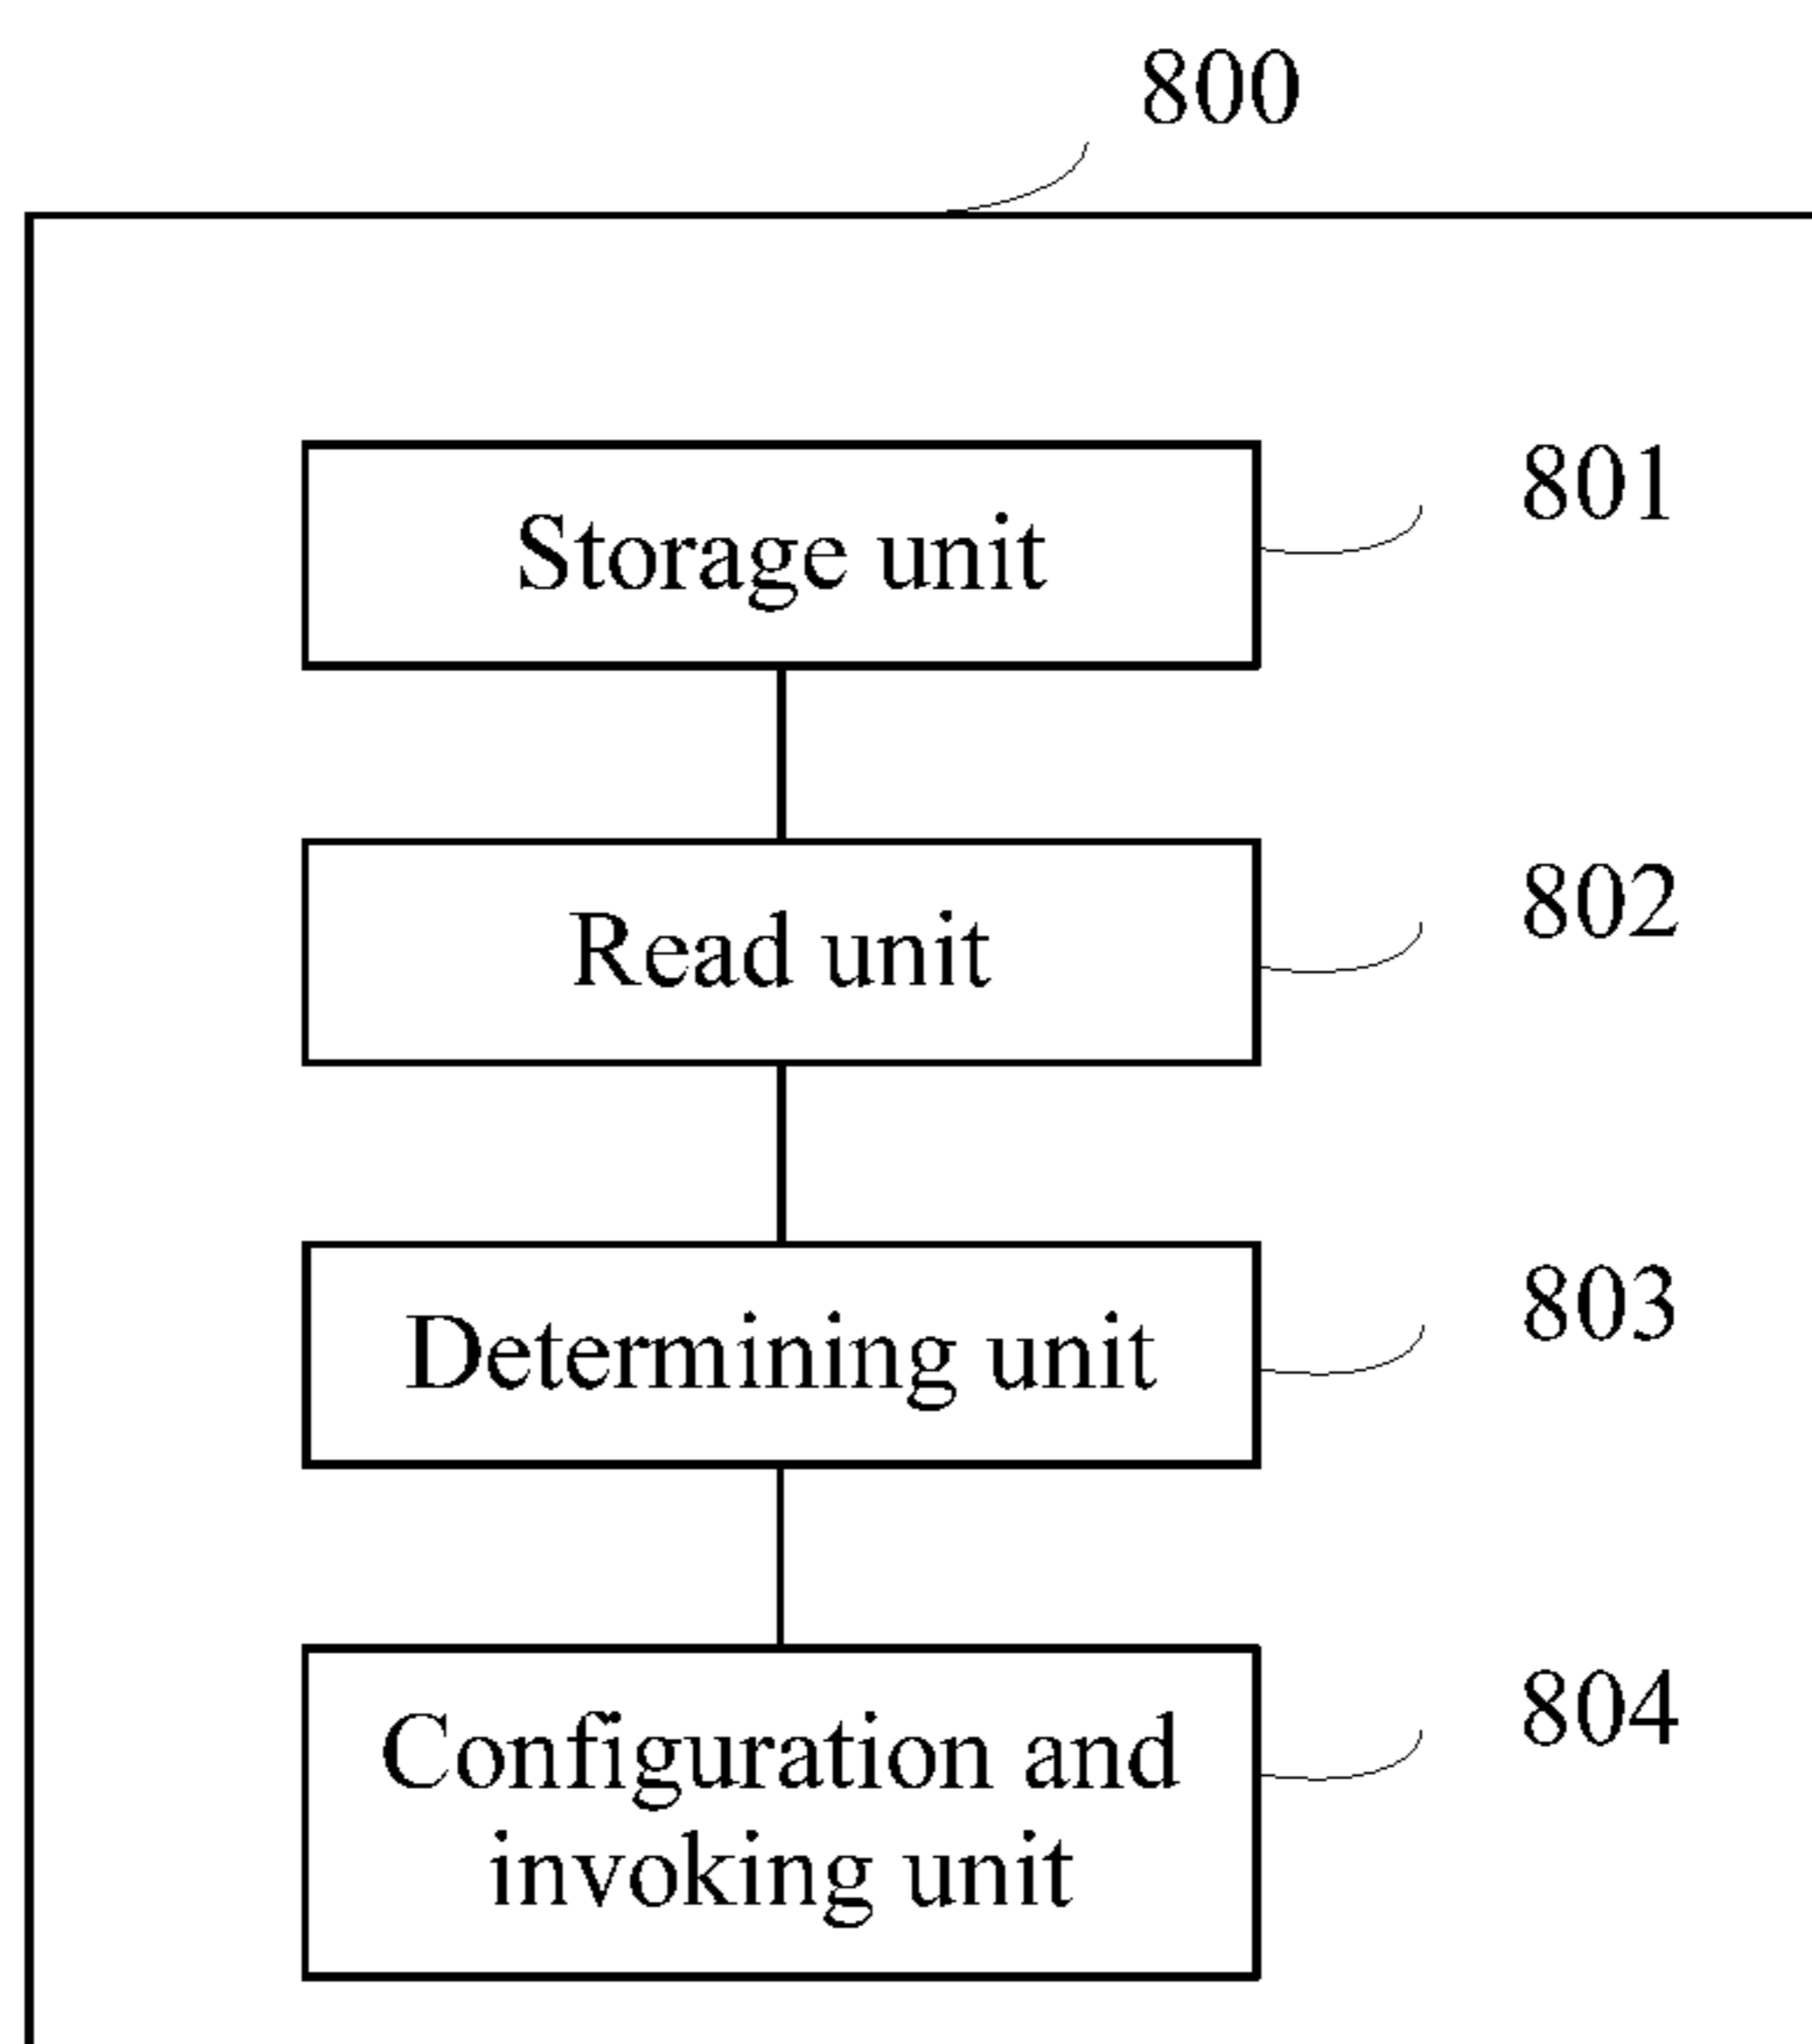 800
Storage unit
801
Read unit
802
Determining unit
803
Configuration and
invoking unit
804